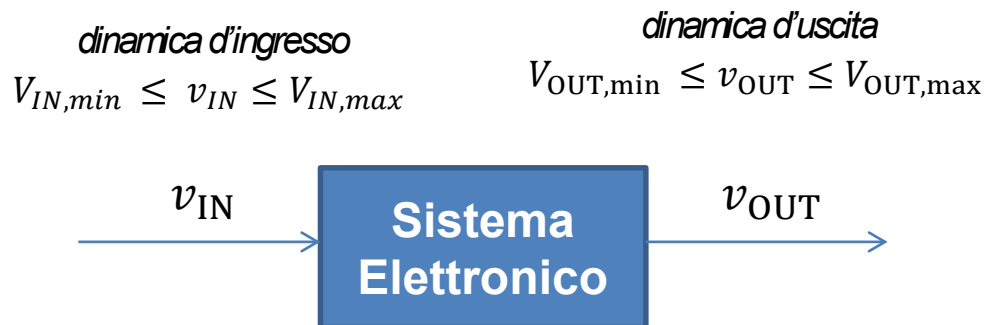 dinamica d'ingresso
V_{IN,min} ≤ v_{IN} ≤ V_{IN,max}
dinamica d'uscita
V_{OUT,min} ≤ v_{OUT} ≤ V_{OUT,max}
v_{IN}
Sistema
Elettronico
v_{OUT}